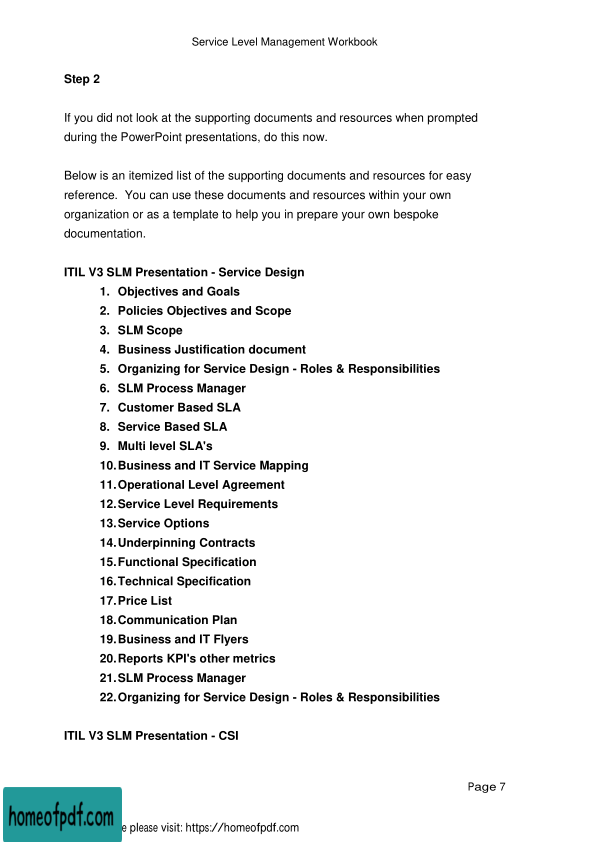 Service Level Management Workbook
Step 2
If you did not look at the supporting documents and resources when prompted
during the PowerPoint presentations, do this now.
Below is an itemized list of the supporting documents and resources for easy
reference.  You can use these documents and resources within your own
organization or as a template to help you in prepare your own bespoke
documentation.
ITIL V3 SLM Presentation - Service Design
1. Objectives and Goals
2. Policies Objectives and Scope
3. SLM Scope
4. Business Justification document
5. Organizing for Service Design - Roles & Responsibilities
6. SLM Process Manager
7. Customer Based SLA
8. Service Based SLA
9. Multi level SLA's
10. Business and IT Service Mapping
11. Operational Level Agreement
12. Service Level Requirements
13. Service Options
14. Underpinning Contracts
15. Functional Specification
16. Technical Specification
17. Price List
18. Communication Plan
19. Business and IT Flyers
20. Reports KPI's other metrics
21. SLM Process Manager
22. Organizing for Service Design - Roles & Responsibilities
ITIL V3 SLM Presentation - CSI
Page 7
homeofpdf.com
e please visit: https://homeofpdf.com